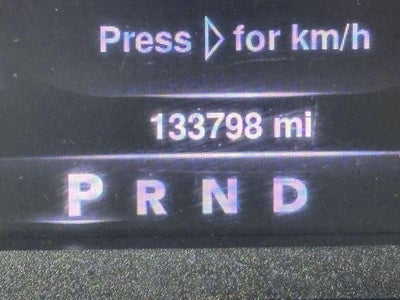 Press ▷ for km/h
133798 mi
P R N D